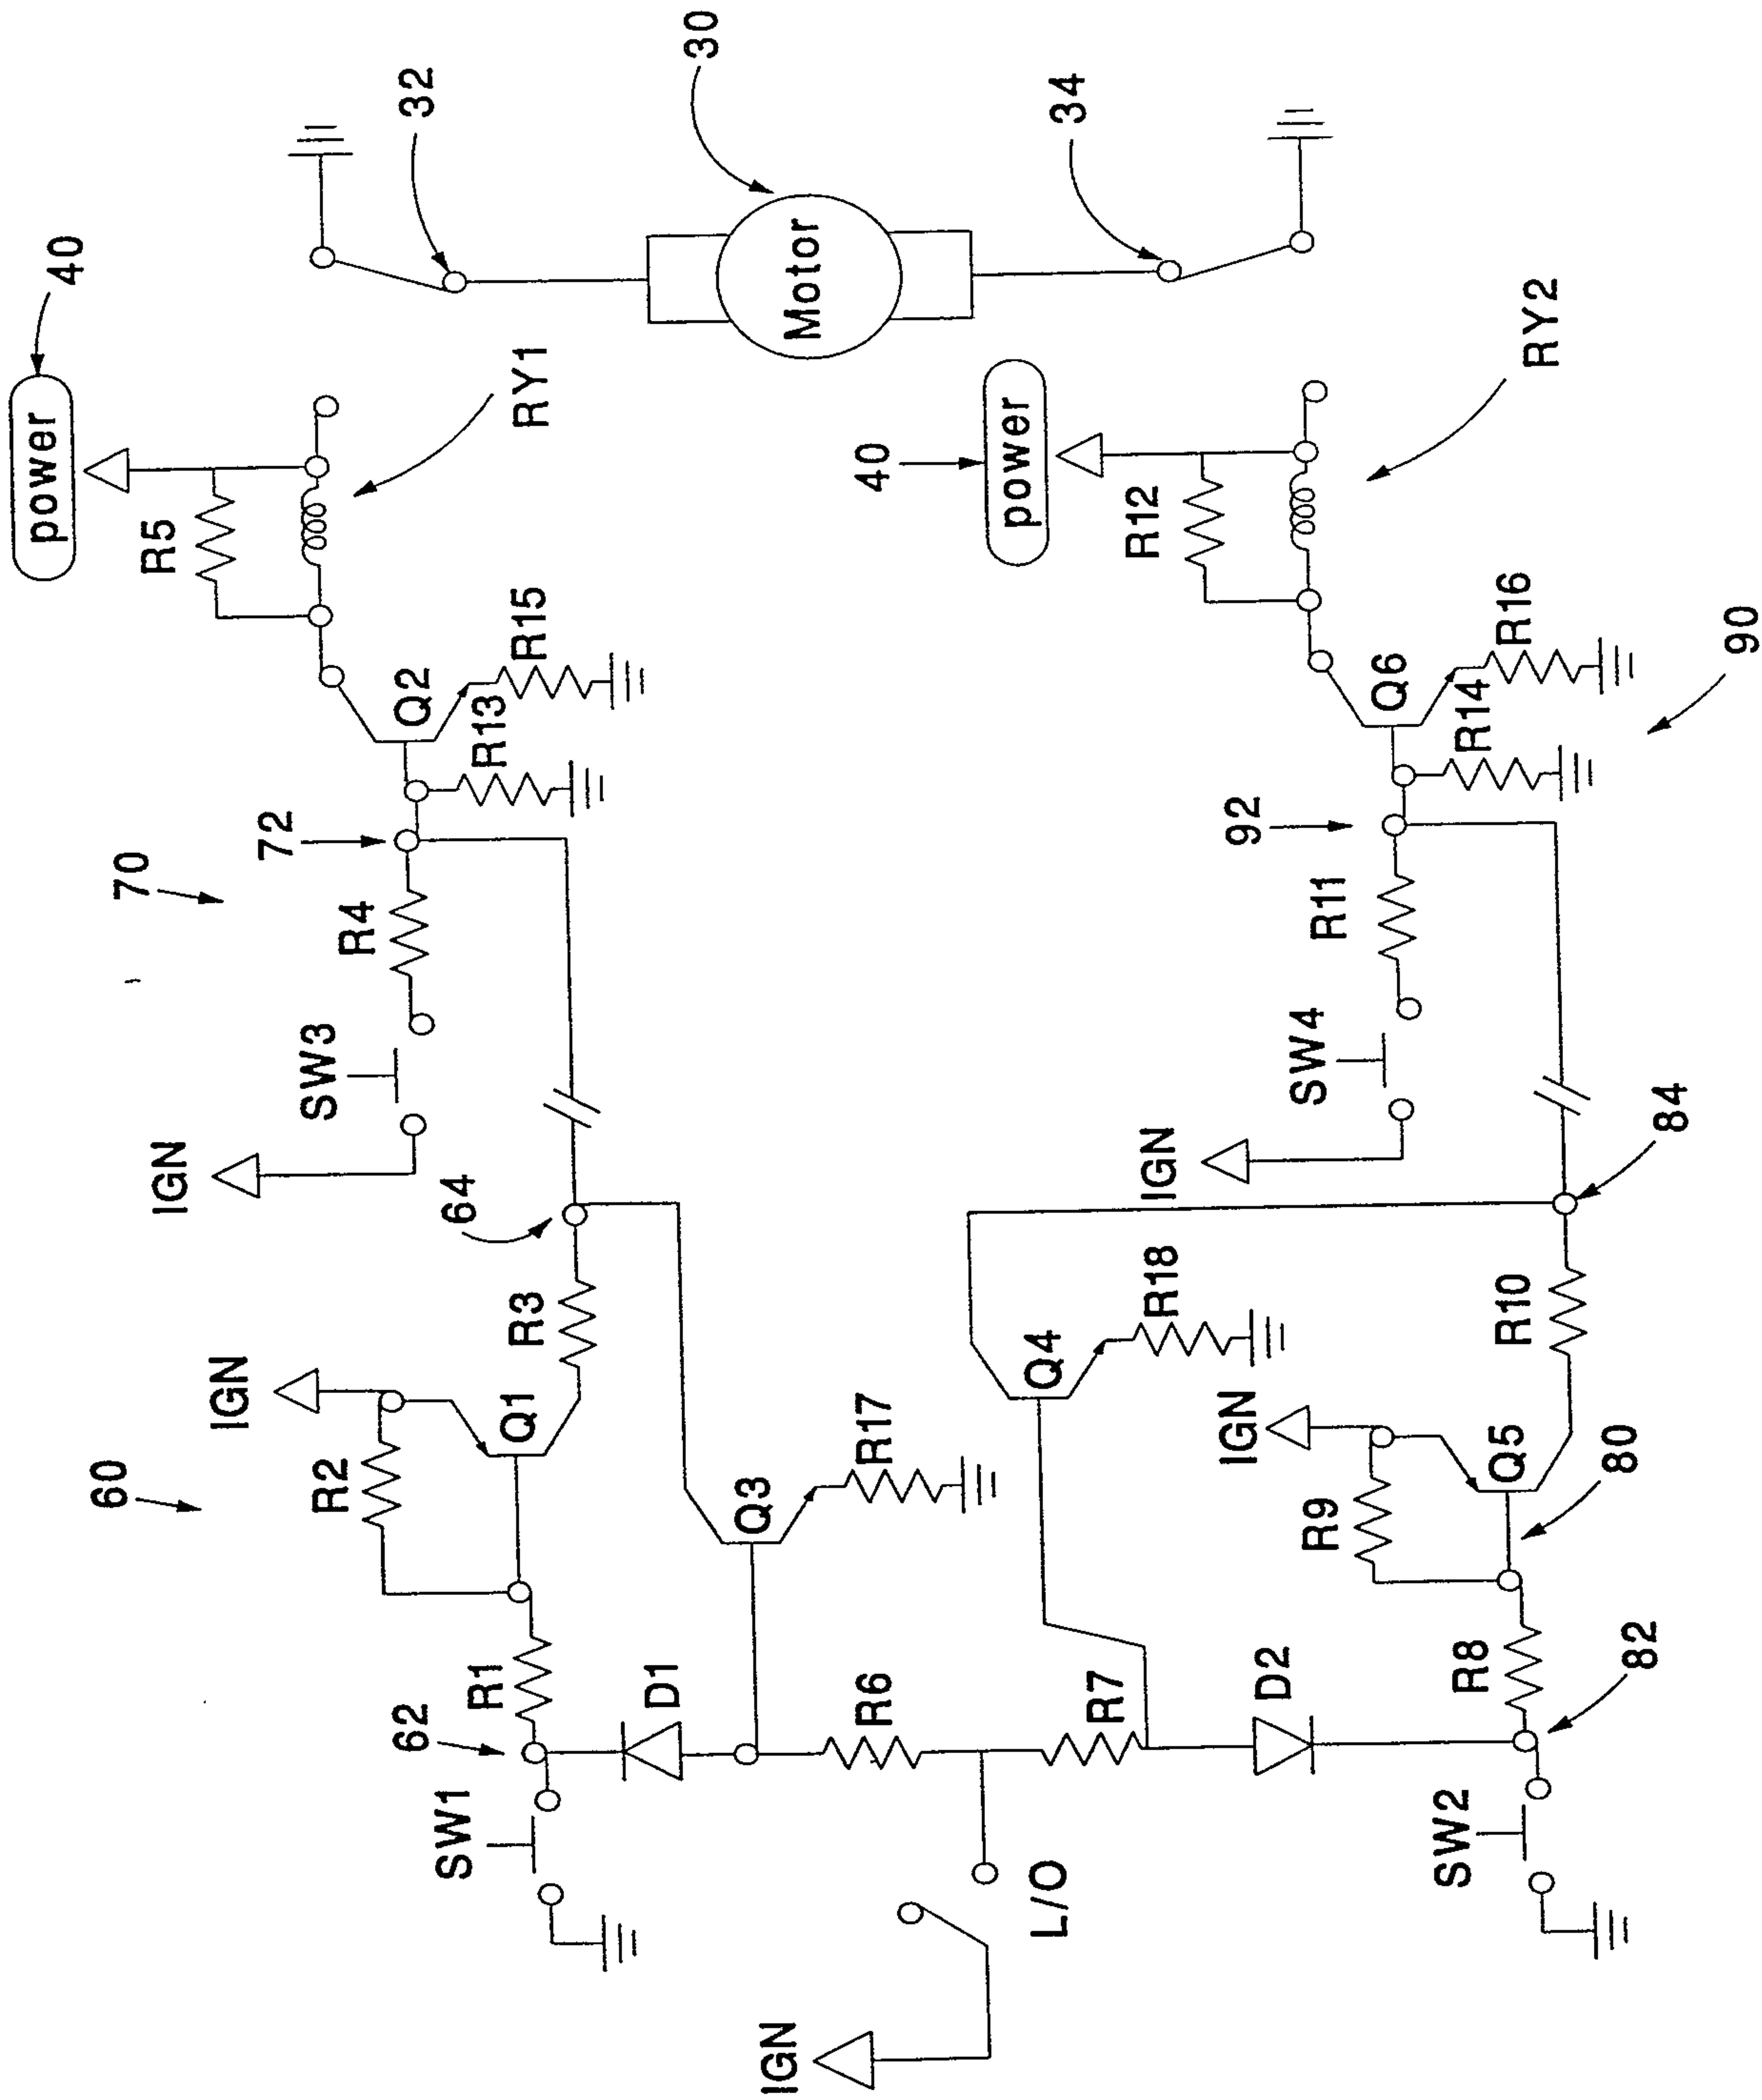 40
power
R5
RY1
32
30
Motor
34
40
power
R12
RY2
Q2
R13
R15
Q6
R14
R16
90
70
72
R4
SW3
IGN
92
R11
SW4
IGN
84
64
60
IGN
R2
Q1
R3
Q3
R17
Q4
R18
IGN
R9
Q5
R10
80
62
R1
SW1
D1
R6
R7
D2
R8
82
SW2
L/O
IGN